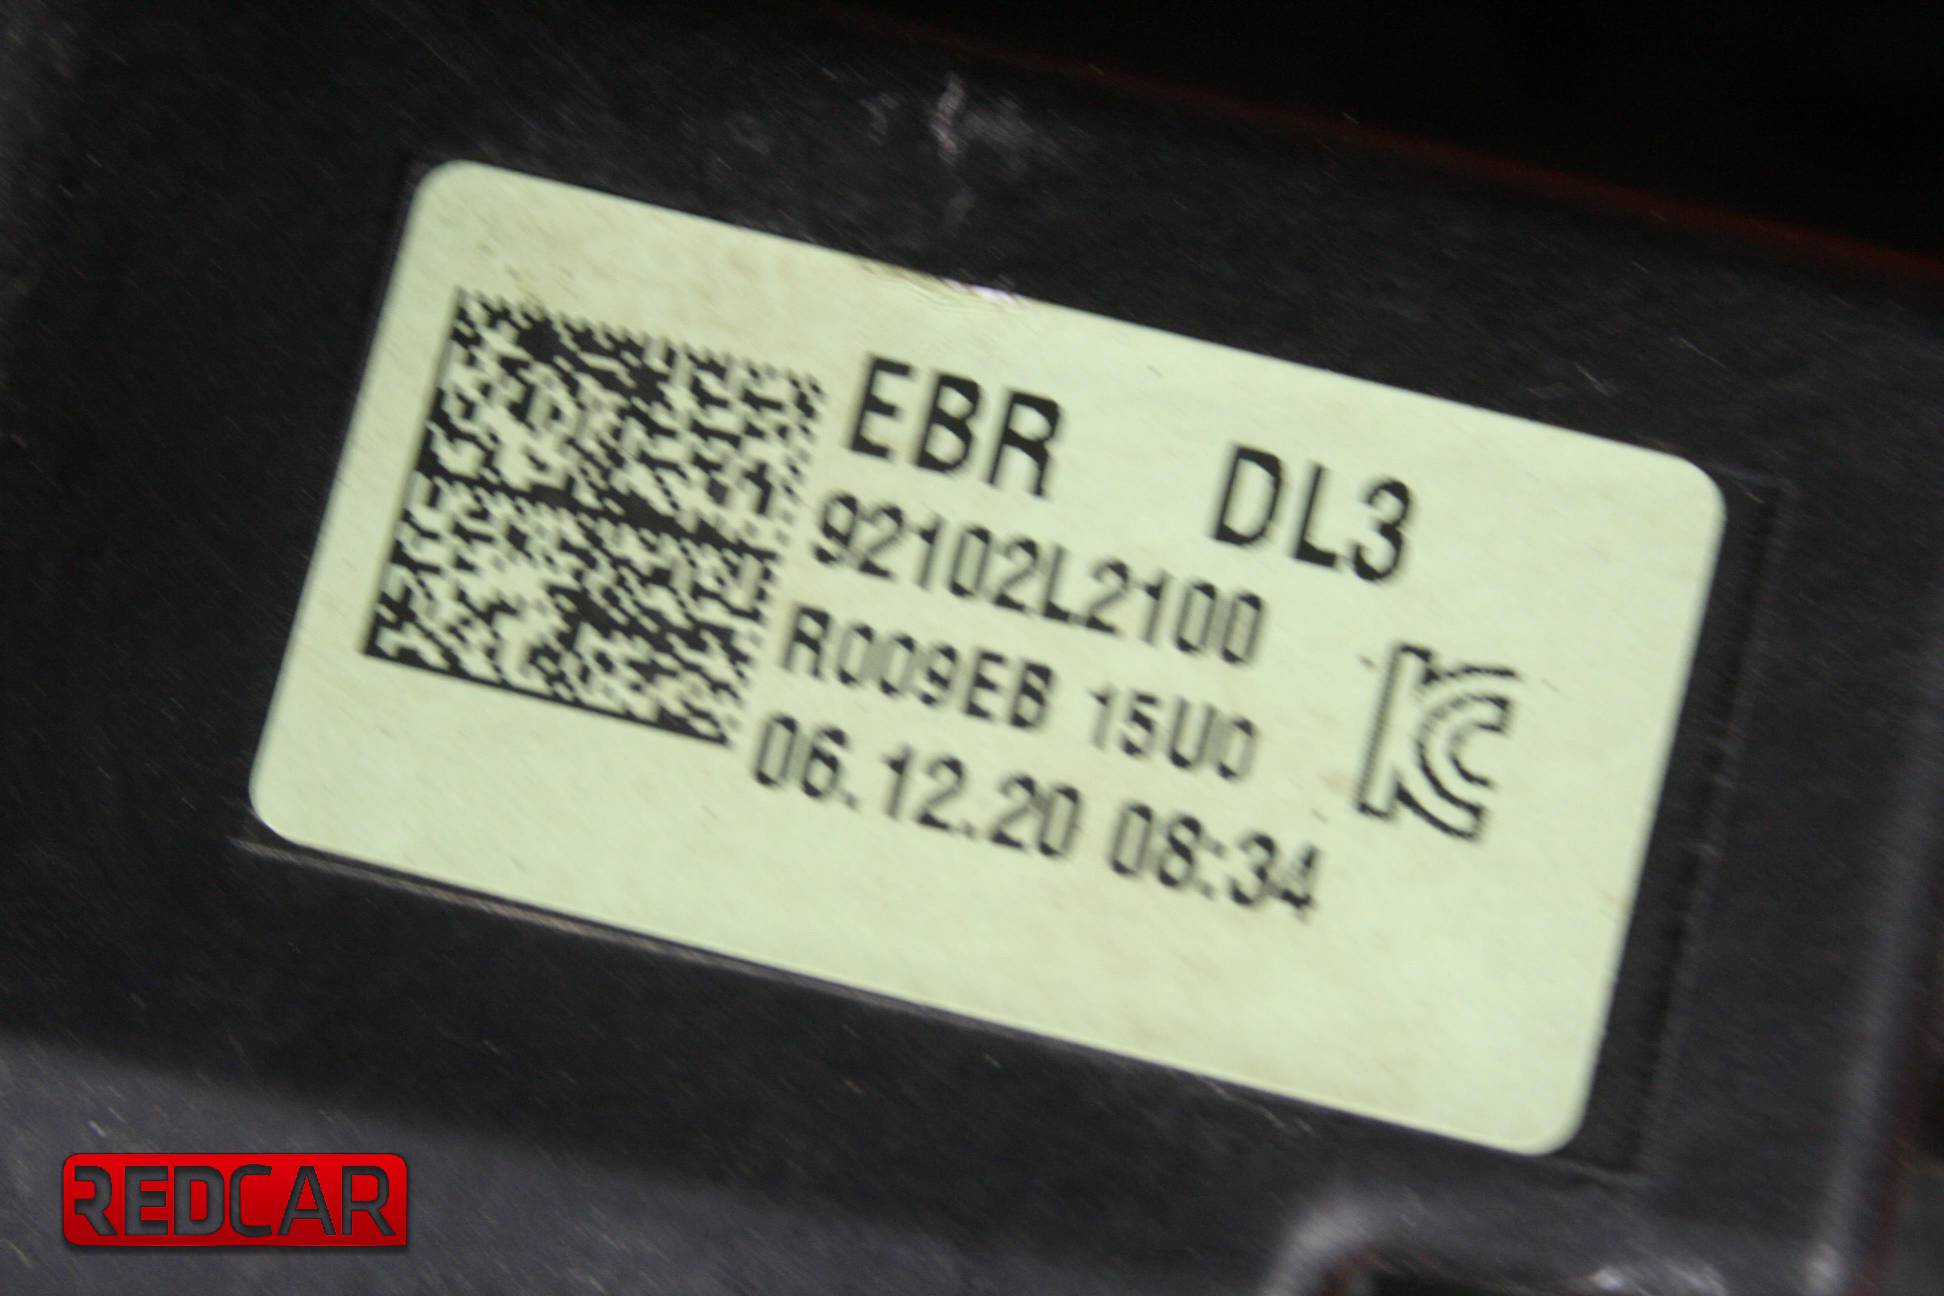 EBR DL3
92102L2100
R009EB 15U0
06.12.20 08:34
REDCAR